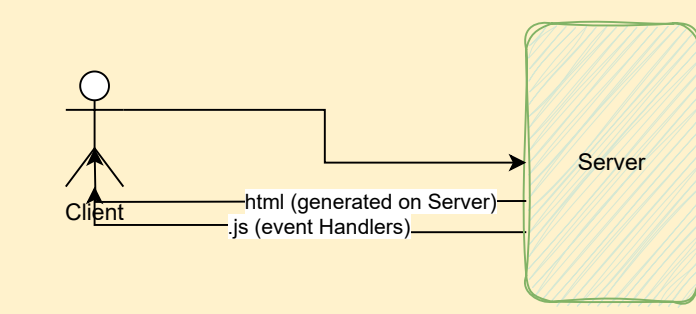 Server
html (generated on Server)
Client
.js (event Handlers)